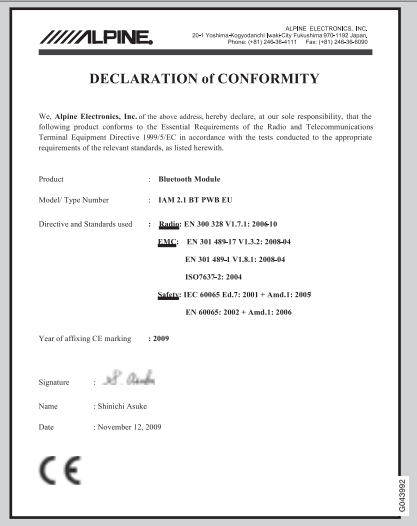 ALPINE.
ALPINE ELECTRONICS, INC.
20-1 Yoshima-Kogyodanchi Iwaki-City Fukushima 970-1192 Japan,
Phone: (+81) 246-36-4111 Fax: (+81) 246-36-6090
DECLARATION of CONFORMITY
We, Alpine Electronics, Inc. of the above address, hereby declare, at our sole responsibility, that the
following product conforms to the Essential Requirements of the Radio and Telecommunications
Terminal Equipment Directive 1999/5/EC in accordance with the tests conducted to the appropriate
requirements of the relevant standards, as listed herewith.
Product : Bluetooth Module
Model/ Type Number : IAM 2.1 BT PWB EU
Directive and Standards used : Radio: EN 300 328 V1.7.1: 2006-10
EMC: EN 301 489-17 V1.3.2: 2008-04
EN 301 489-1 V1.8.1: 2008-04
ISO7637-2: 2004
Safety: IEC 60065 Ed.7: 2001 + Amd.1: 2005
EN 60065: 2002 + Amd.1: 2006
Year of affixing CE marking : 2009
Signature : S. Asuke
Name : Shinichi Asuke
Date : November 12, 2009
CE
G043992